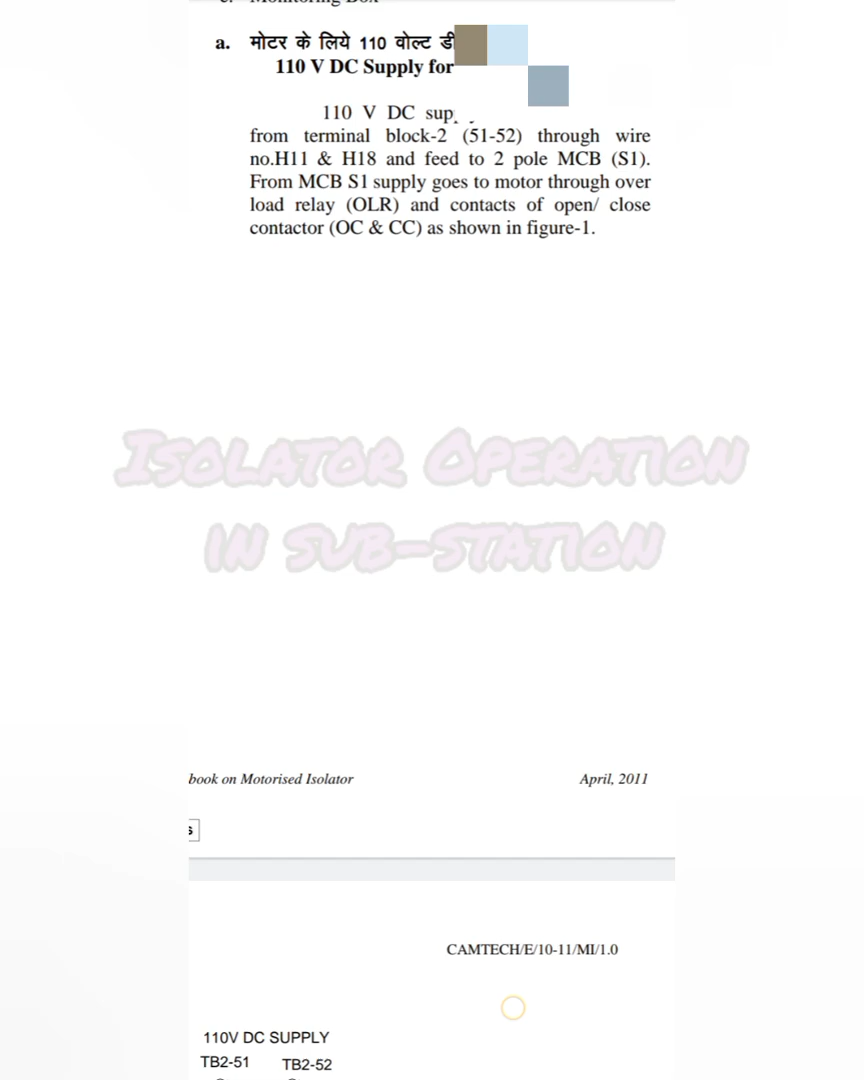 a. मोटर के लिये 110 वोल्ट डी
110 V DC Supply for
110 V DC
from terminal block-2 (51-52) through wire
no.H11 & H18 and feed to 2 pole MCB (S1).
From MCB S1 supply goes to motor through over
load relay (OLR) and contacts of open/ close
contactor (OC & CC) as shown in figure-1.
ISOLATOR OPERATION
IN SUB-STATION
book on Motorised Isolator April, 2011
CAMTECH/E/10-11/MI/1.0
110V DC SUPPLY
TB2-51 TB2-52